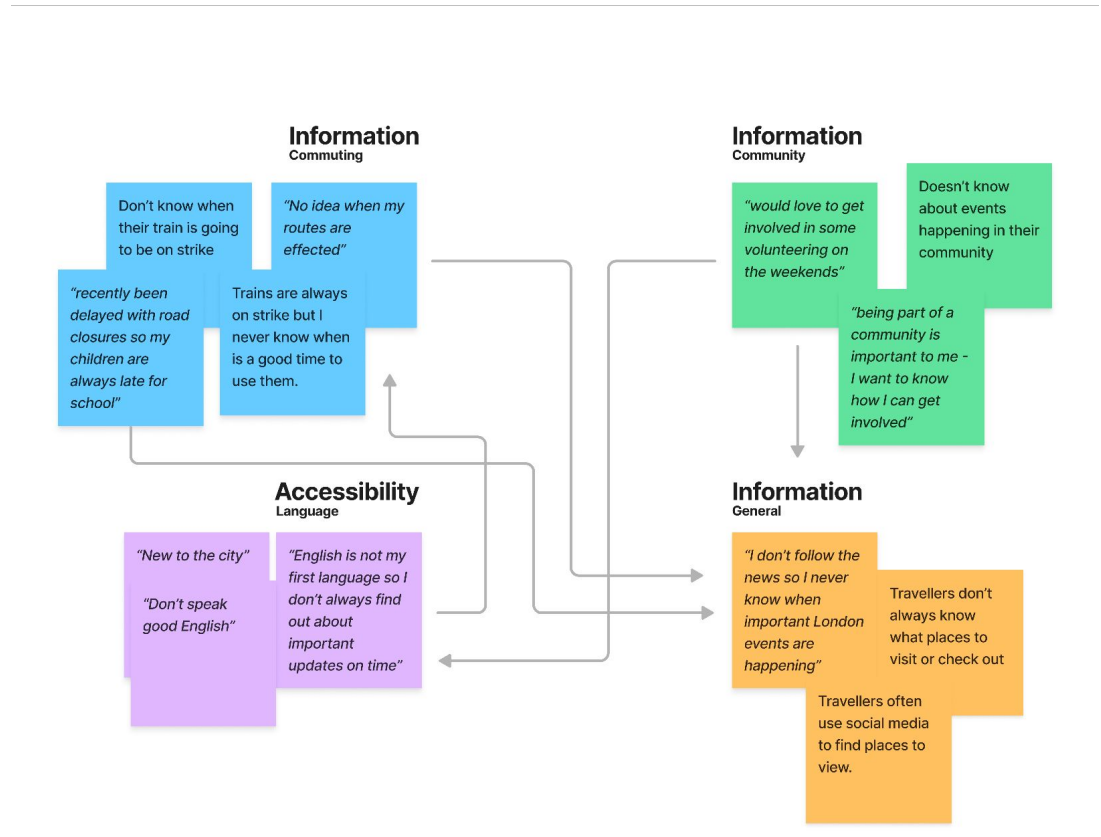 Information
Commuting
Don’t know when
their train is going
to be on strike
“No idea when my
routes are
effected”
“recently been
delayed with road
closures so my
children are
always late for
school”
Trains are always
on strike but I
never know when
is a good time to
use them.
Information
Community
“would love to get
involved in some
volunteering on
the weekends”
Doesn’t know
about events
happening in their
community
“being part of a
community is
important to me -
I want to know
how I can get
involved”
Accessibility
Language
“New to the city”
“Don’t speak
good English”
“English is not my
first language so I
don’t always find
out about
important
updates on time”
Information
General
“I don’t follow the
news so I never
know when
important London
events are
happening”
Travellers don’t
always know
what places to
visit or check out
Travellers often
use social media
to find places to
view.